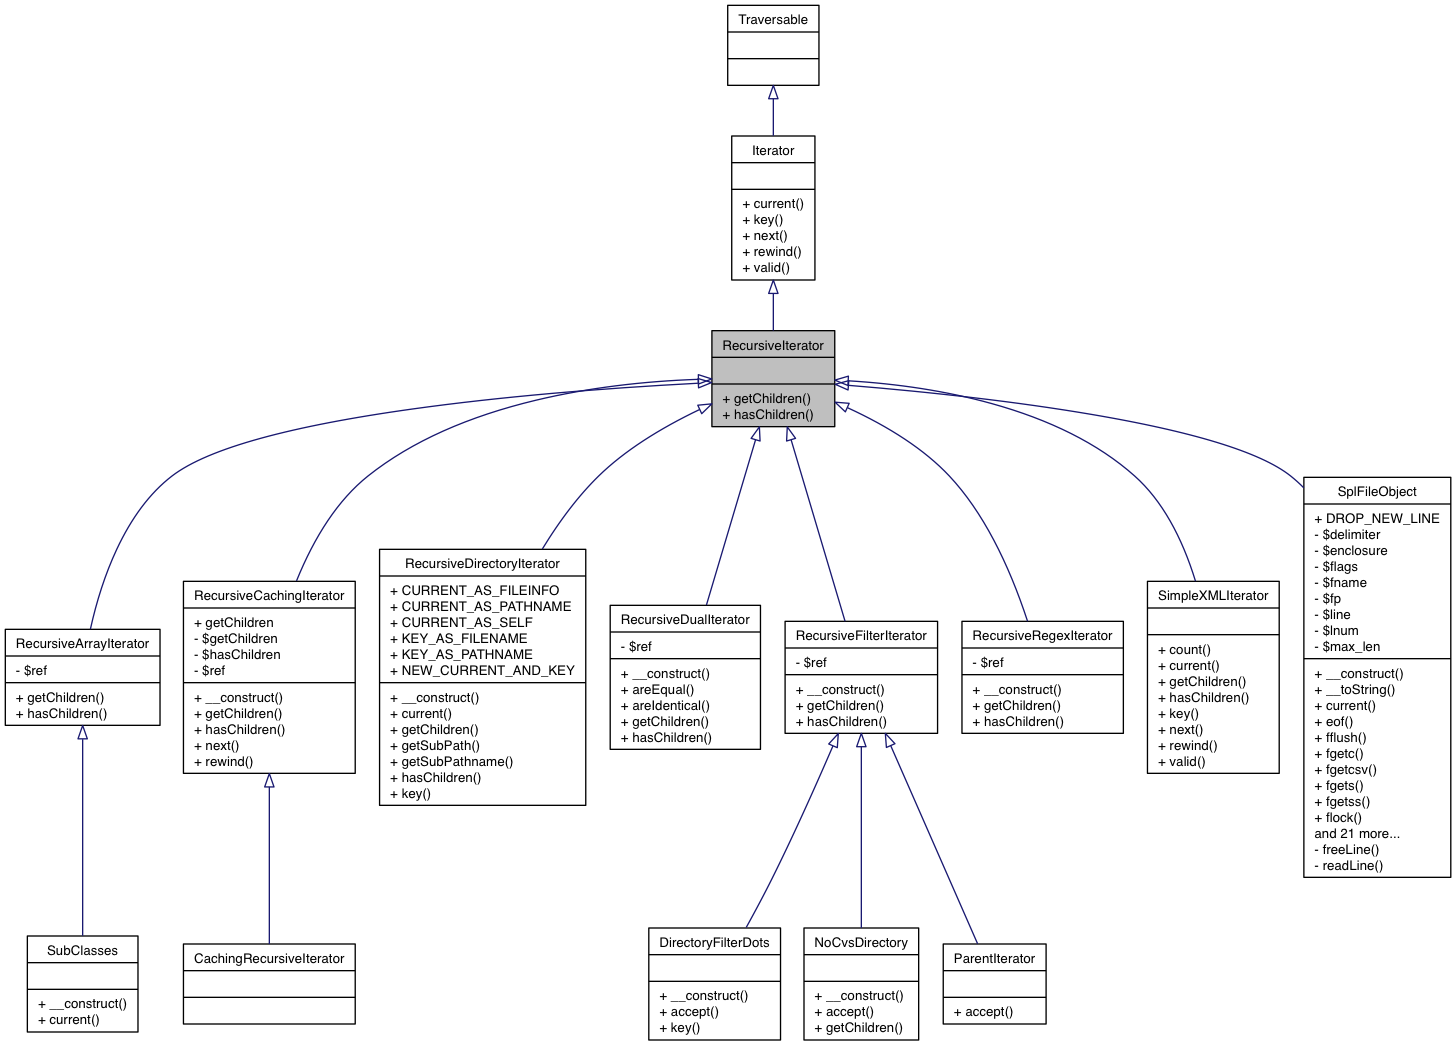 Traversable
Iterator
+ current()
+ key()
+ next()
+ rewind()
+ valid()
RecursiveIterator
+ getChildren()
+ hasChildren()
RecursiveArrayIterator
- $ref
+ getChildren()
+ hasChildren()
RecursiveCachingIterator
+ getChildren
- $getChildren
- $hasChildren
- $ref
+ __construct()
+ getChildren()
+ hasChildren()
+ next()
+ rewind()
RecursiveDirectoryIterator
+ CURRENT_AS_FILEINFO
+ CURRENT_AS_PATHNAME
+ CURRENT_AS_SELF
+ KEY_AS_FILENAME
+ KEY_AS_PATHNAME
+ NEW_CURRENT_AND_KEY
+ __construct()
+ current()
+ getChildren()
+ getSubPath()
+ getSubPathname()
+ hasChildren()
+ key()
RecursiveDualIterator
- $ref
+ __construct()
+ areEqual()
+ areIdentical()
+ getChildren()
+ hasChildren()
RecursiveFilterIterator
- $ref
+ __construct()
+ getChildren()
+ hasChildren()
RecursiveRegexIterator
- $ref
+ __construct()
+ getChildren()
+ hasChildren()
SimpleXMLIterator
+ count()
+ current()
+ getChildren()
+ hasChildren()
+ key()
+ next()
+ rewind()
+ valid()
SplFileObject
+ DROP_NEW_LINE
- $delimiter
- $enclosure
- $flags
- $fname
- $fp
- $line
- $lnum
- $max_len
+ __construct()
+ __toString()
+ current()
+ eof()
+ fflush()
+ fgetc()
+ fgetcsv()
+ fgets()
+ fgetss()
+ flock()
and 21 more...
- freeLine()
- readLine()
SubClasses
+ __construct()
+ current()
CachingRecursiveIterator
DirectoryFilterDots
+ __construct()
+ accept()
+ key()
NoCvsDirectory
+ __construct()
+ accept()
+ getChildren()
ParentIterator
+ accept()